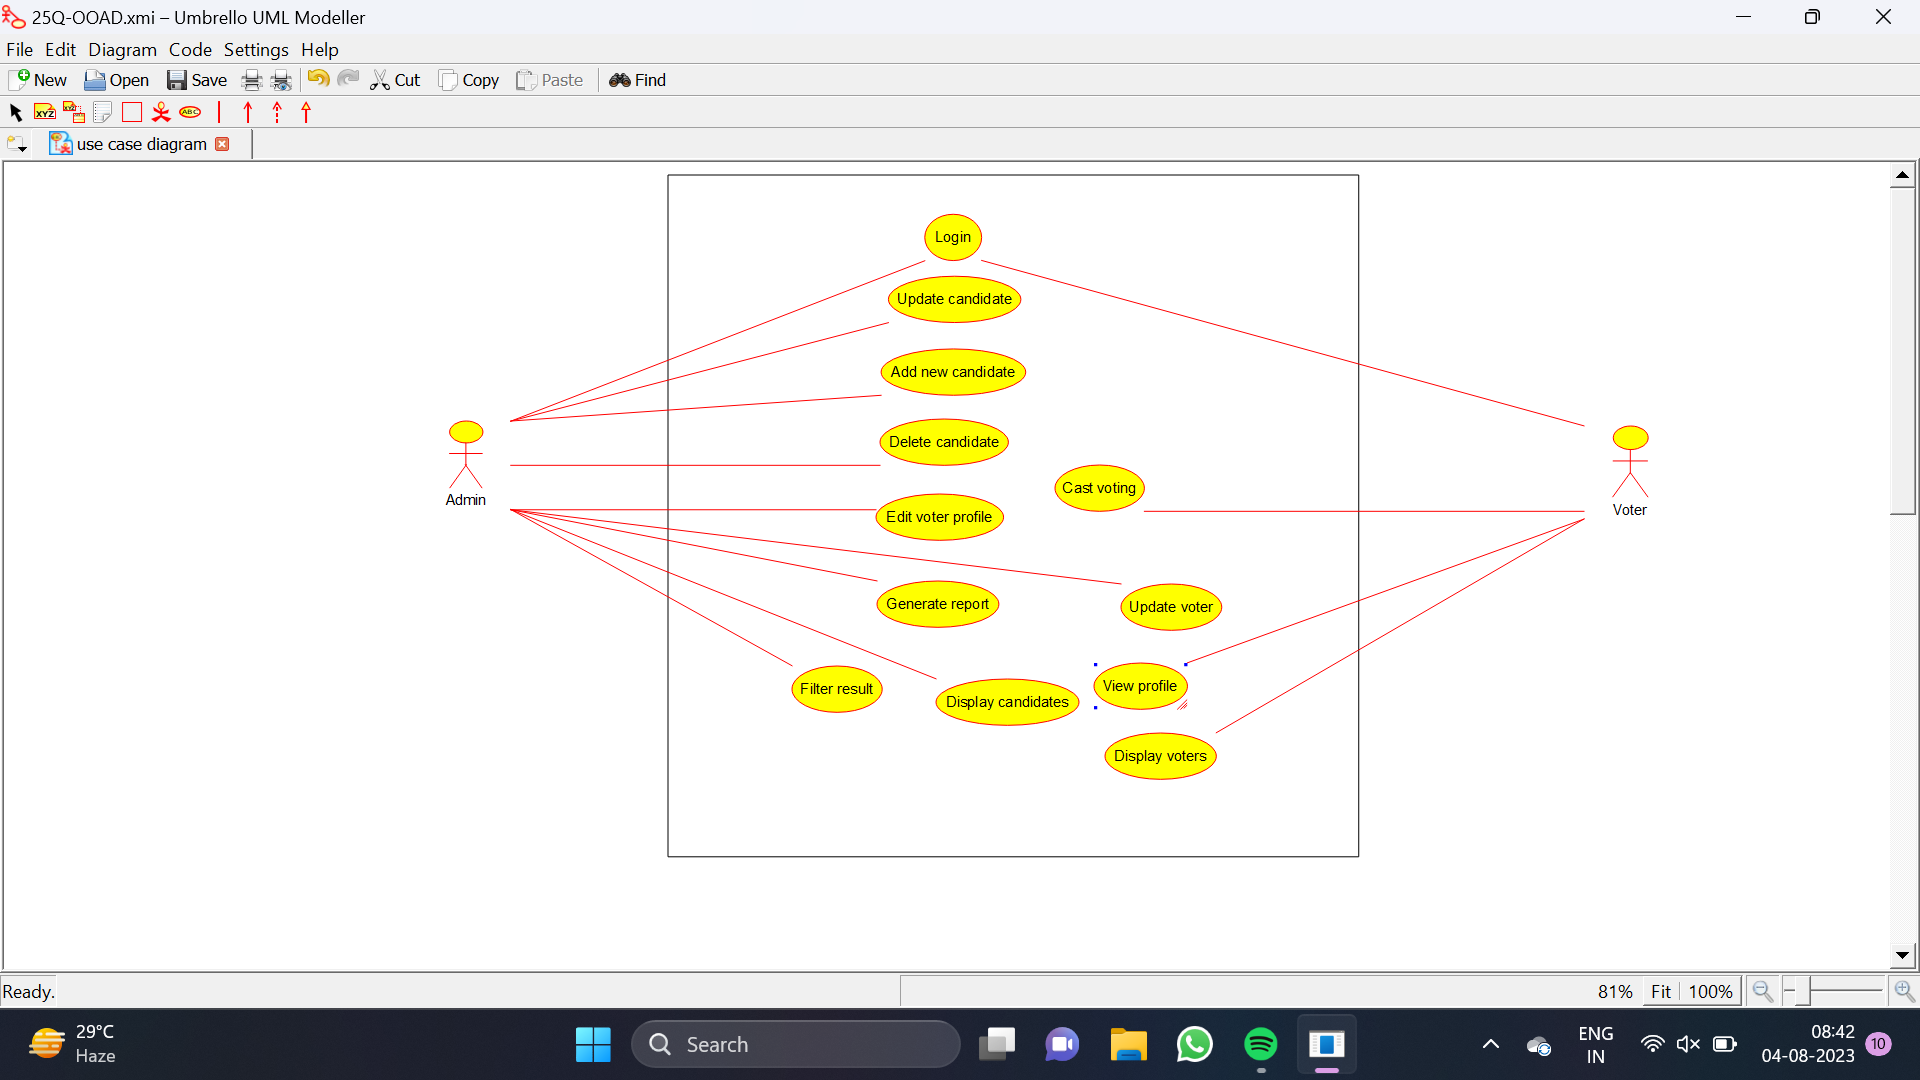 25Q-OOAD.xmi – Umbrello UML Modeller
File Edit Diagram Code Settings Help
New Open Save Cut Copy Paste Find
XYZ XYZ ABC
use case diagram
Login
Update candidate
Add new candidate
Delete candidate
Admin
Cast voting
Voter
Edit voter profile
Generate report
Update voter
Filter result
Display candidates
View profile
Display voters
Ready.
81% Fit 100%
29°C
Haze
Search
ENG
IN
08:42
04-08-2023
10